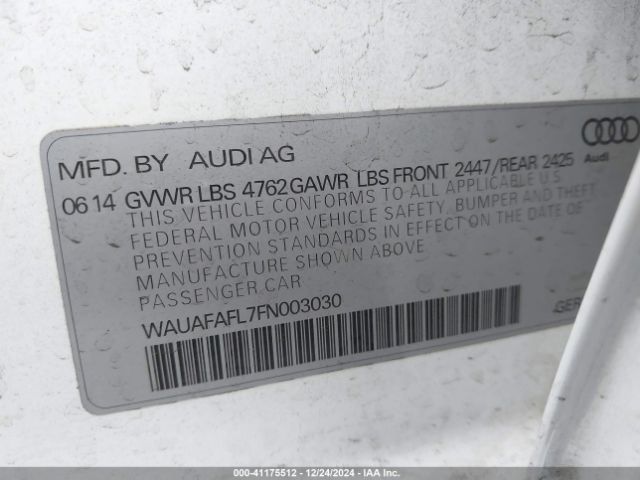 MFD. BY AUDI AG
Audi
06 14 GVWR LBS 4762 GAWR LBS FRONT 2447/REAR 2425
THIS VEHICLE CONFORMS TO ALL APPLICABLE U.S.
FEDERAL MOTOR VEHICLE SAFETY, BUMPER AND THEFT
PREVENTION STANDARDS IN EFFECT ON THE DATE OF
MANUFACTURE SHOWN ABOVE
PASSENGER CAR
WAUAFAFL7FN003030
GER
000-41175512 - 12/24/2024 - IAA Inc.